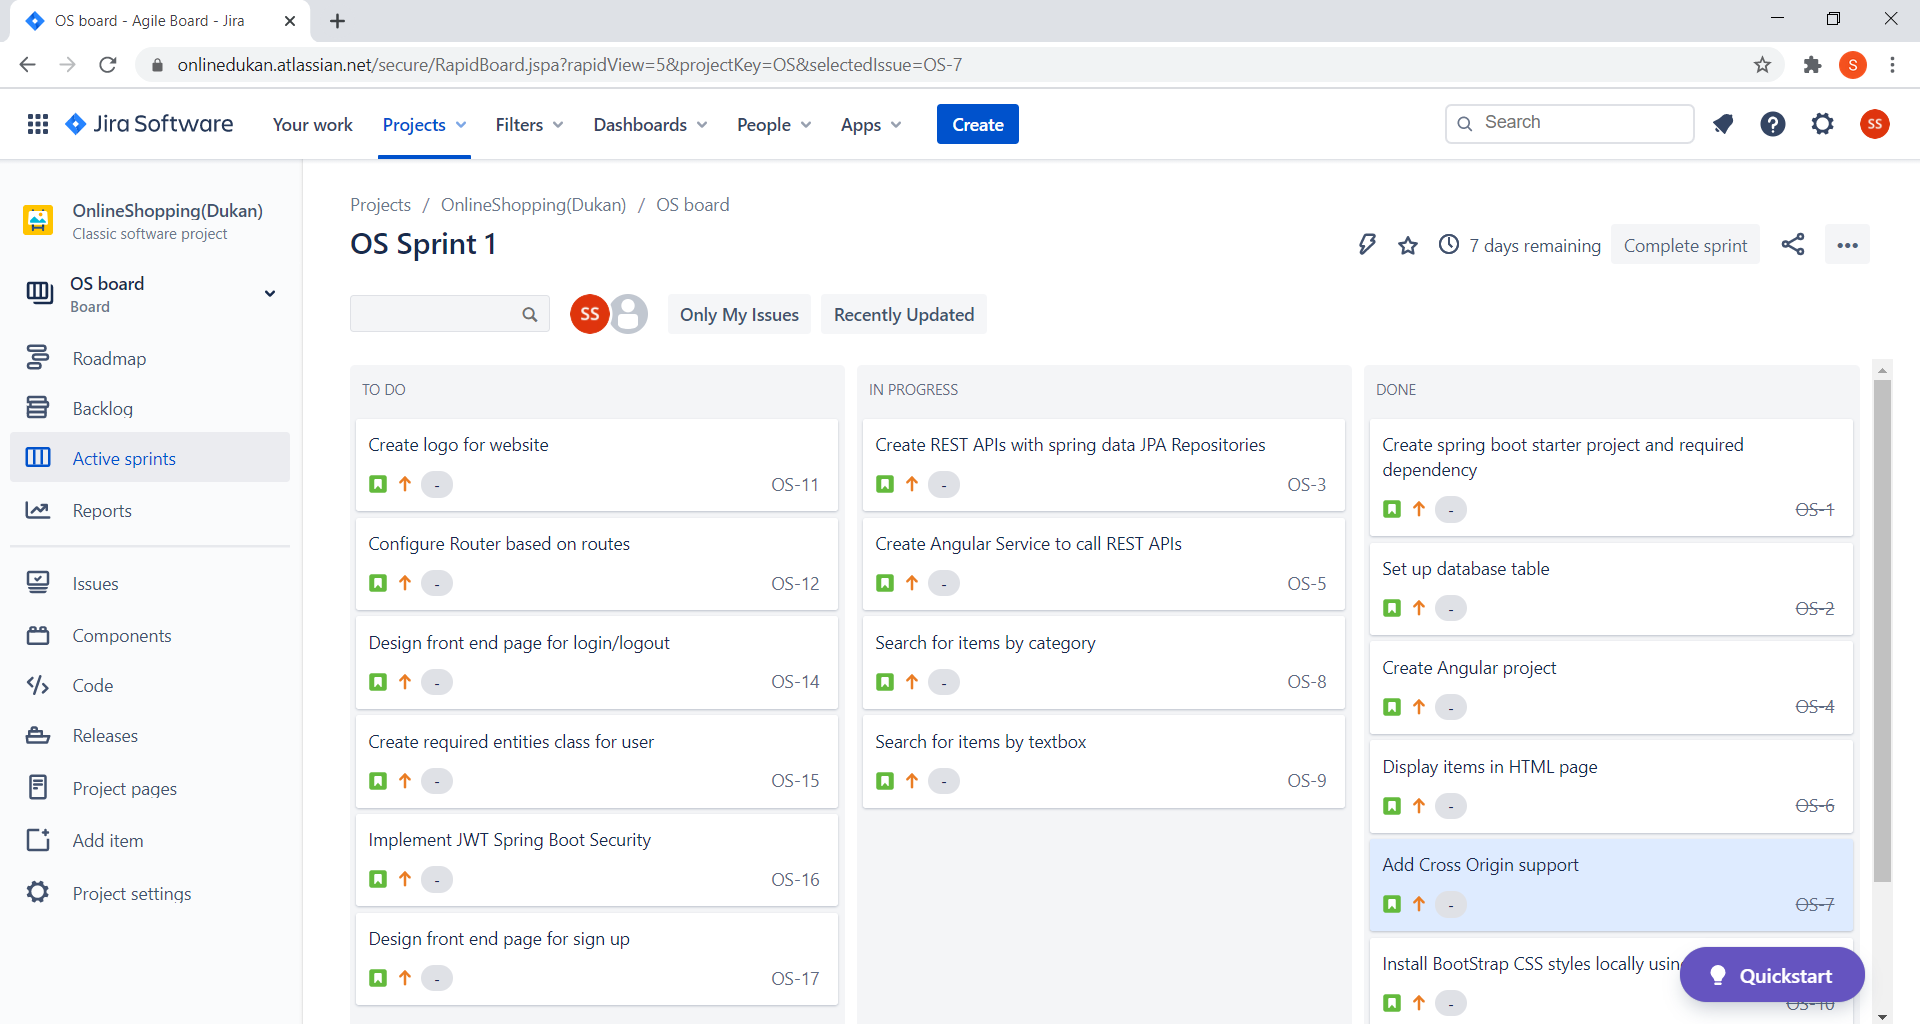 OS board - Agile Board - Jira
onlinedukan.atlassian.net/secure/RapidBoard.jspa?rapidView=5&projectKey=OS&selectedIssue=OS-7
S
Jira Software
Your work
Projects
Filters
Dashboards
People
Apps
Create
Search
SS
OnlineShopping(Dukan)
Classic software project
OS board
Board
Roadmap
Backlog
Active sprints
Reports
Issues
Components
Code
Releases
Project pages
Add item
Project settings
Projects / OnlineShopping(Dukan) / OS board
OS Sprint 1
7 days remaining
Complete sprint
SS
Only My Issues
Recently Updated
TO DO
Create logo for website
- OS-11
Configure Router based on routes
- OS-12
Design front end page for login/logout
- OS-14
Create required entities class for user
- OS-15
Implement JWT Spring Boot Security
- OS-16
Design front end page for sign up
- OS-17
IN PROGRESS
Create REST APIs with spring data JPA Repositories
- OS-3
Create Angular Service to call REST APIs
- OS-5
Search for items by category
- OS-8
Search for items by textbox
- OS-9
DONE
Create spring boot starter project and required
dependency
- OS-1
Set up database table
- OS-2
Create Angular project
- OS-4
Display items in HTML page
- OS-6
Add Cross Origin support
- OS-7
Install BootStrap CSS styles locally using
- OS-10
Quickstart